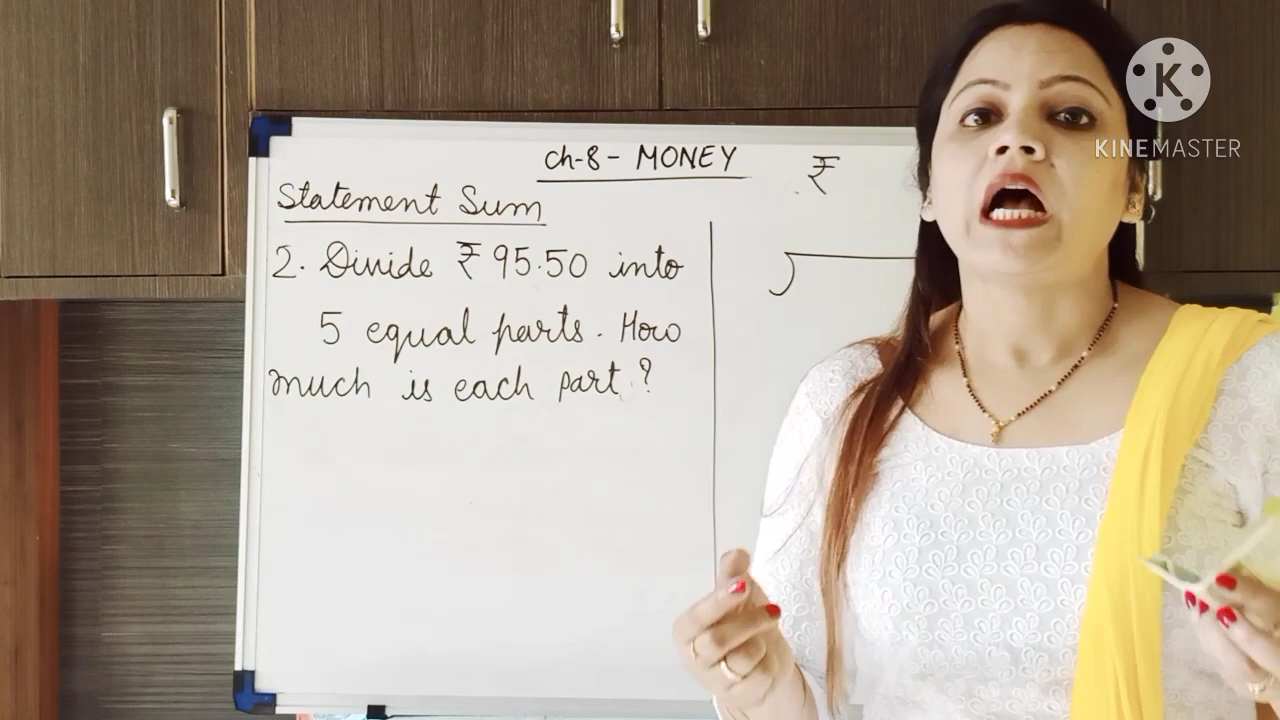 Ch-8 - MONEY
₹
Statement Sum
2. Divide ₹ 95.50 into
5 equal parts. How
much is each part.?
K
KINEMASTER